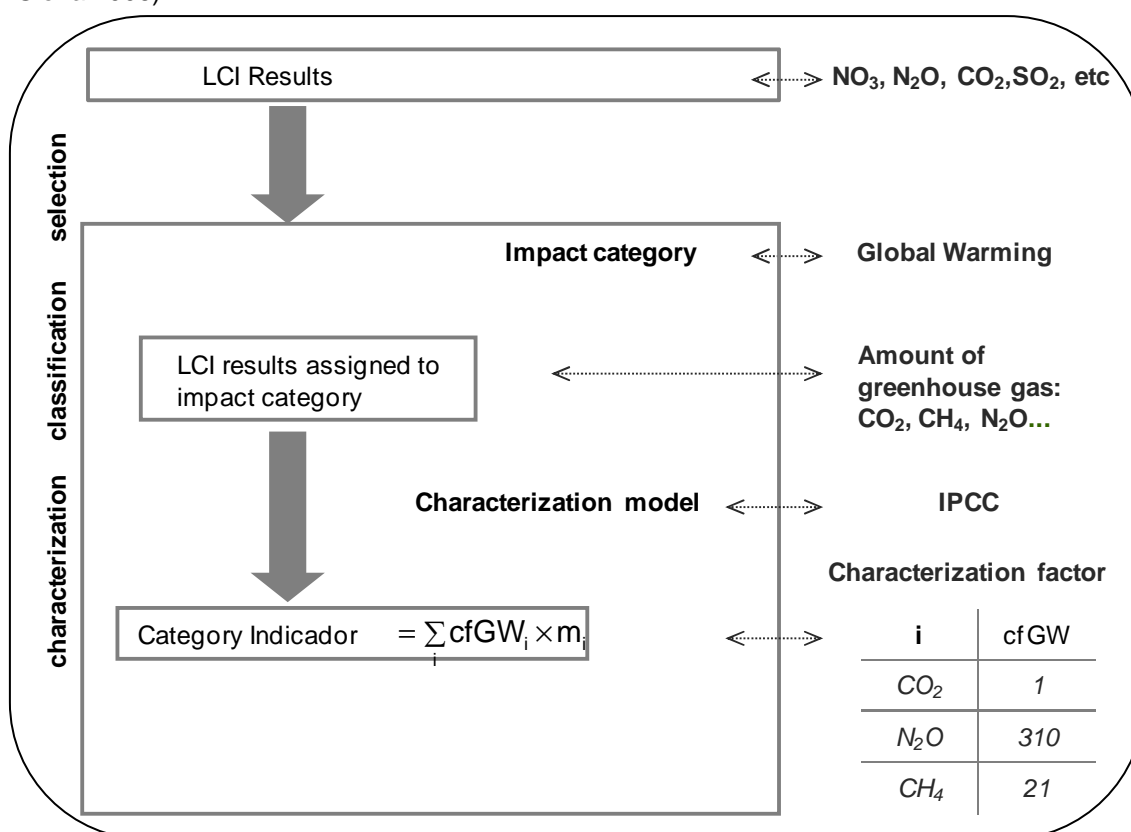 LCI Results
NO₃, N₂O, CO₂,SO₂, etc
selection
Impact category
Global Warming
classification
LCI results assigned to
impact category
Amount of
greenhouse gas:
CO₂, CH₄, N₂O...
characterization
Characterization model
IPCC
Characterization factor
Category Indicador = ∑ᵢ cfGWᵢ × mᵢ
i cfGW
CO₂ 1
N₂O 310
CH₄ 21